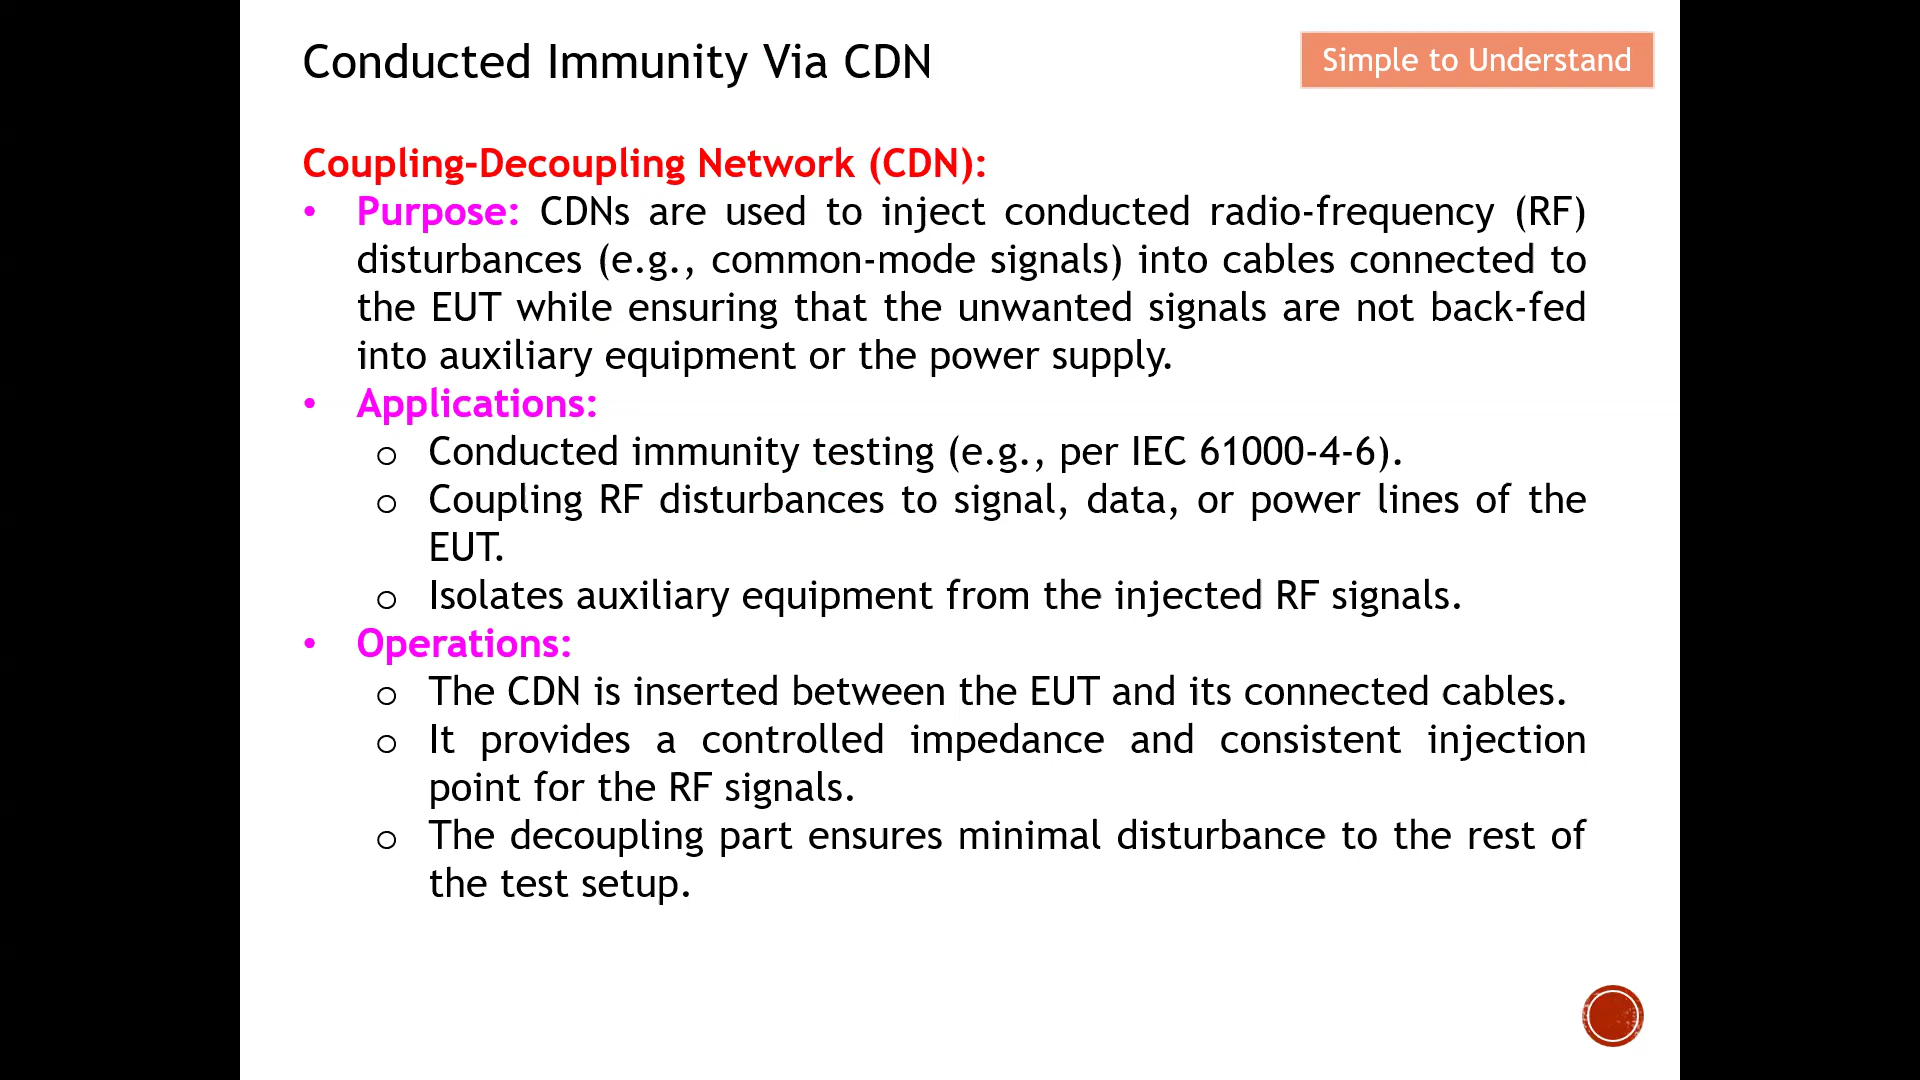 Conducted Immunity Via CDN
Simple to Understand
Coupling-Decoupling Network (CDN):
• Purpose: CDNs are used to inject conducted radio-frequency (RF)
disturbances (e.g., common-mode signals) into cables connected to
the EUT while ensuring that the unwanted signals are not back-fed
into auxiliary equipment or the power supply.
• Applications:
o Conducted immunity testing (e.g., per IEC 61000-4-6).
o Coupling RF disturbances to signal, data, or power lines of the
EUT.
o Isolates auxiliary equipment from the injected RF signals.
• Operations:
o The CDN is inserted between the EUT and its connected cables.
o It provides a controlled impedance and consistent injection
point for the RF signals.
o The decoupling part ensures minimal disturbance to the rest of
the test setup.